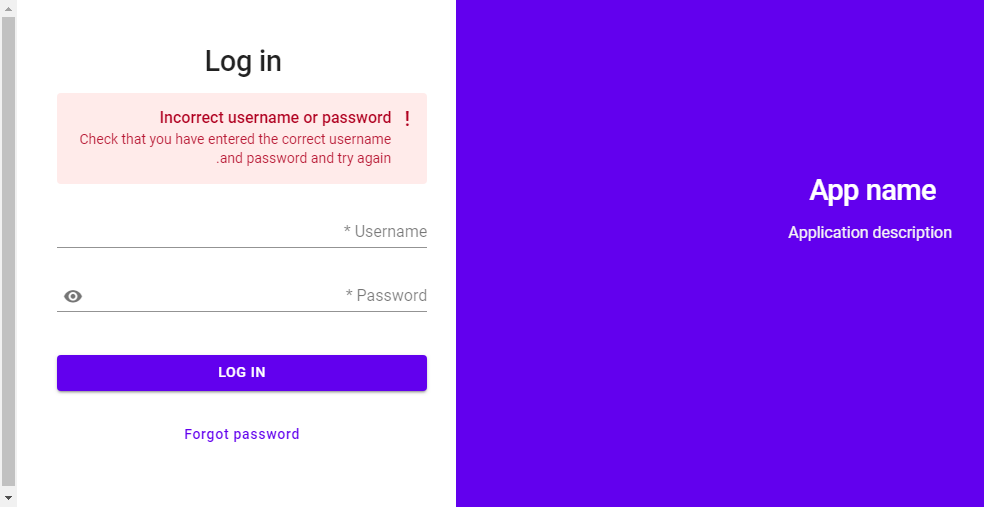 Log in
Incorrect username or password !
Check that you have entered the correct username
.and password and try again
* Username
* Password
LOG IN
Forgot password
App name
Application description